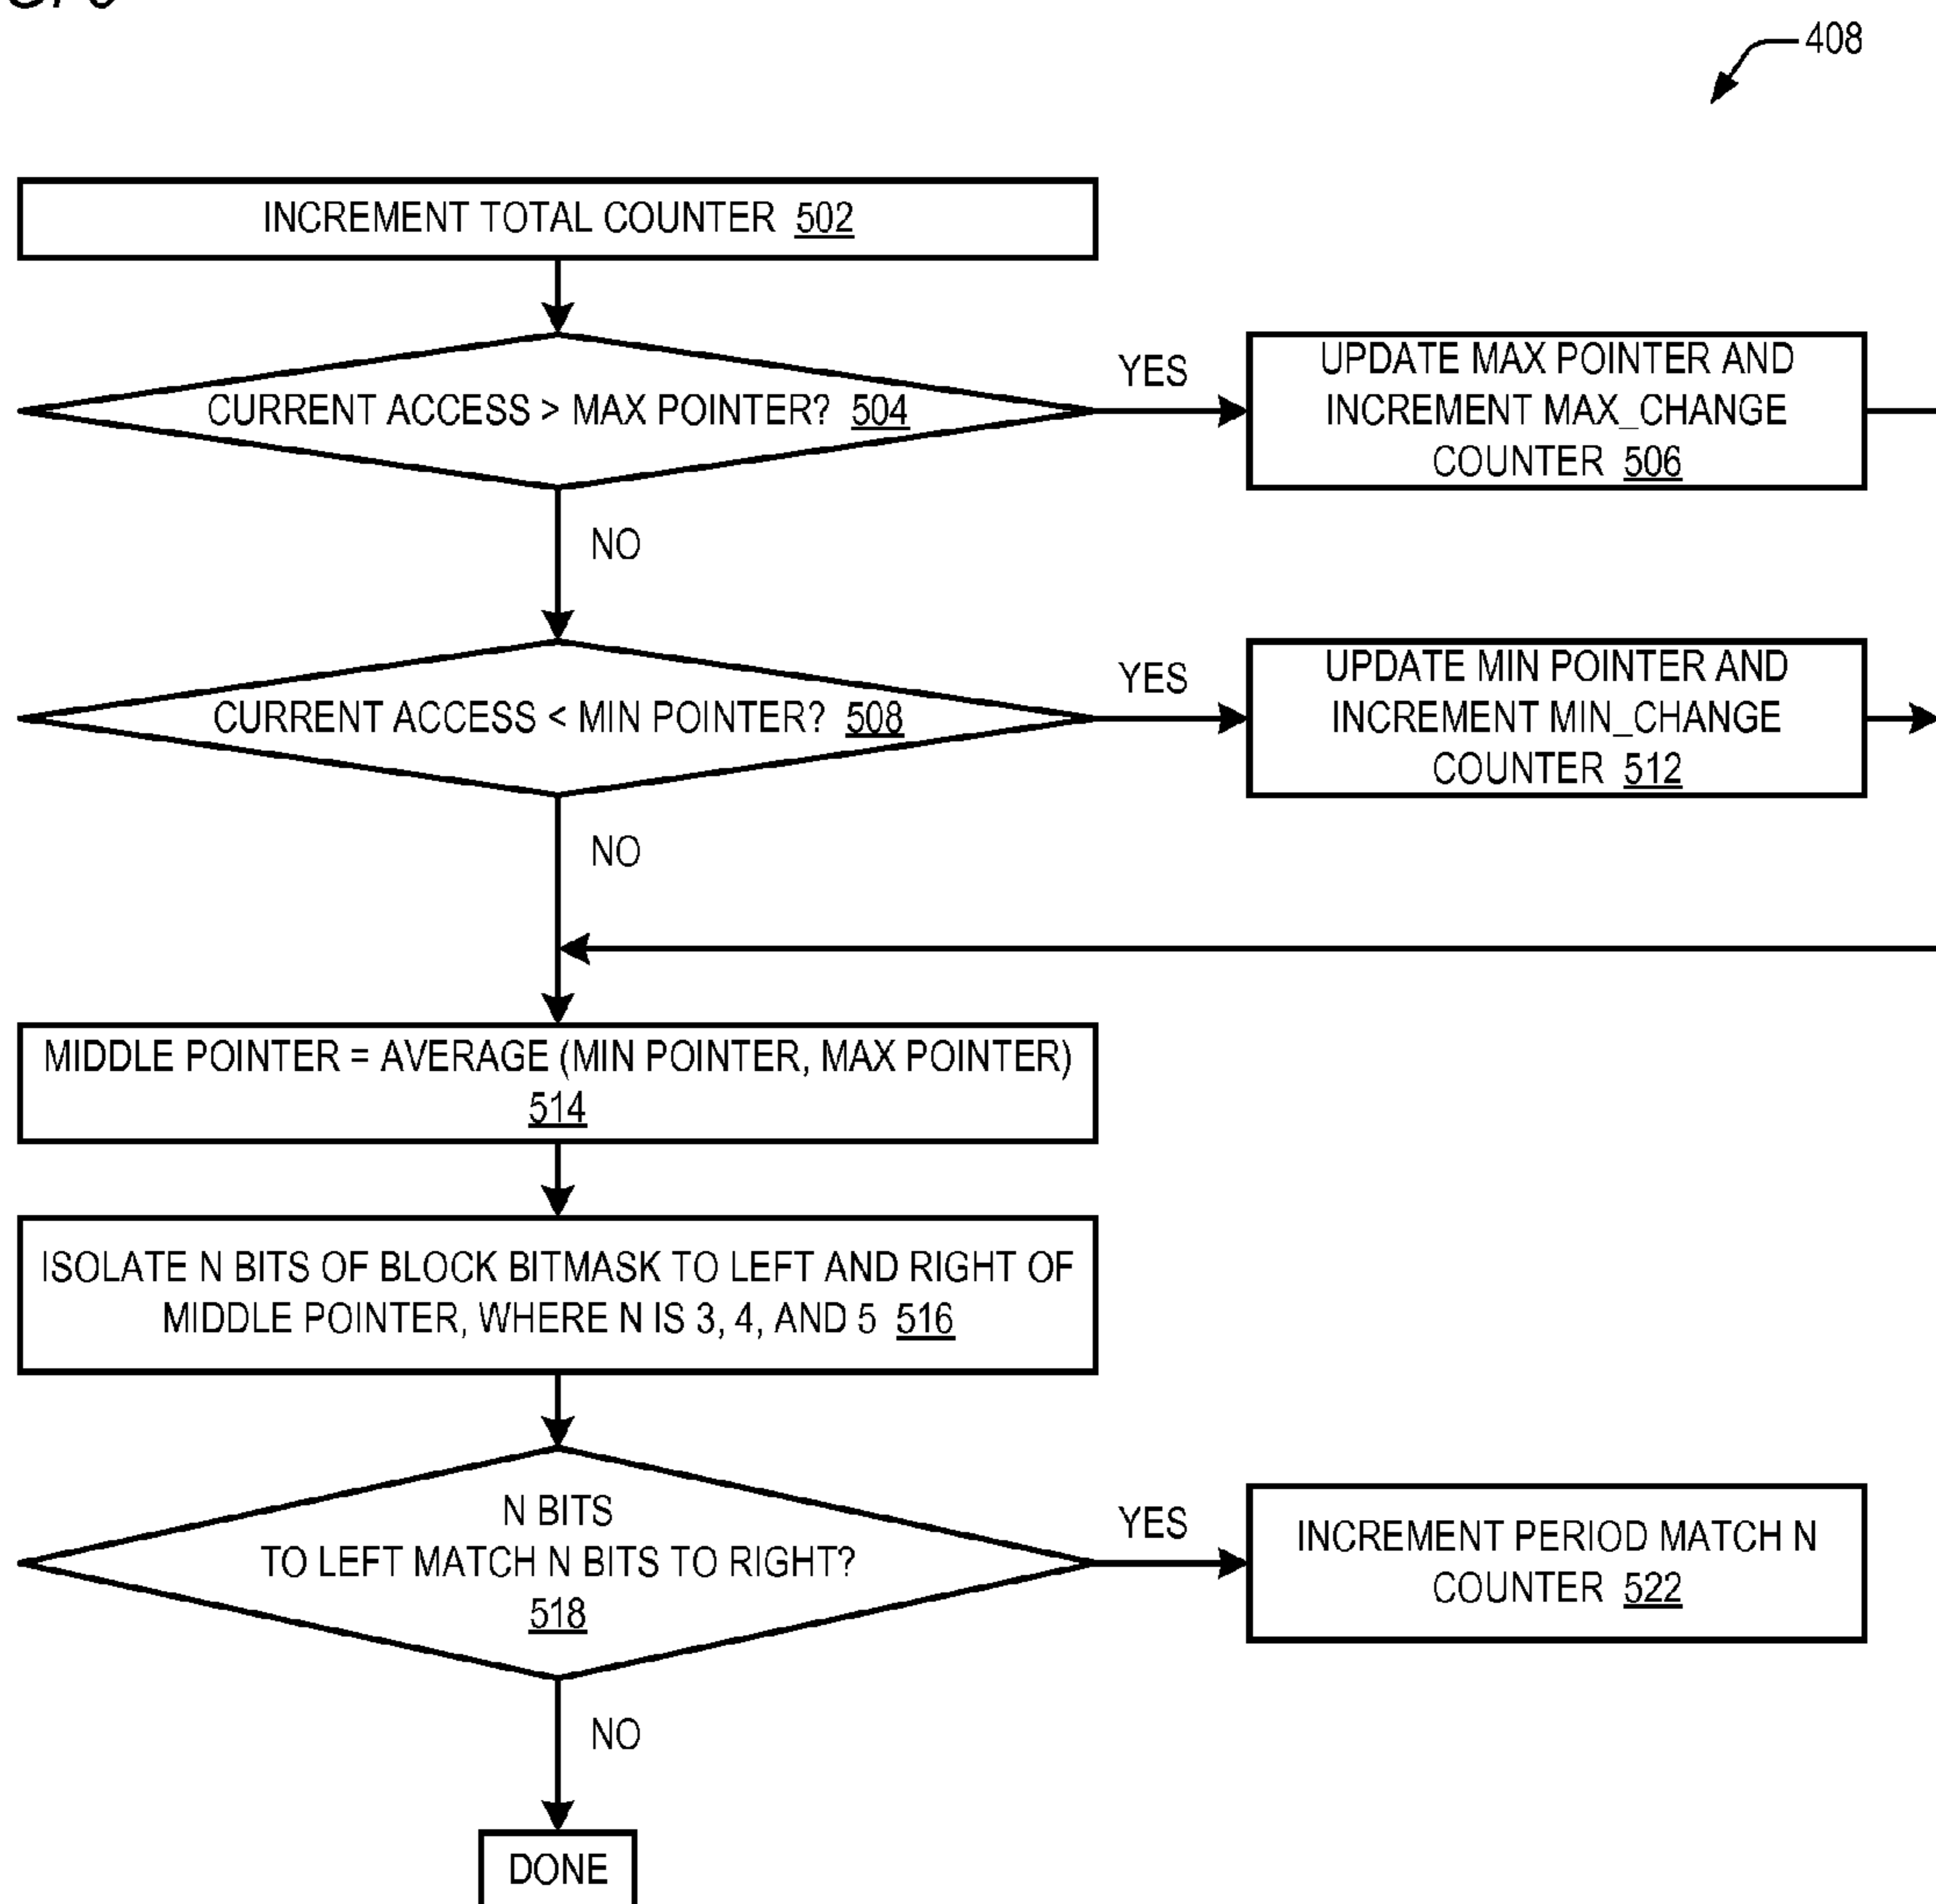 408
INCREMENT TOTAL COUNTER 502
CURRENT ACCESS > MAX POINTER? 504
YES
UPDATE MAX POINTER AND
INCREMENT MAX_CHANGE
COUNTER 506
NO
CURRENT ACCESS < MIN POINTER? 508
YES
UPDATE MIN POINTER AND
INCREMENT MIN_CHANGE
COUNTER 512
NO
MIDDLE POINTER = AVERAGE (MIN POINTER, MAX POINTER)
514
ISOLATE N BITS OF BLOCK BITMASK TO LEFT AND RIGHT OF
MIDDLE POINTER, WHERE N IS 3, 4, AND 5 516
N BITS
TO LEFT MATCH N BITS TO RIGHT?
518
YES
INCREMENT PERIOD MATCH N
COUNTER 522
NO
DONE